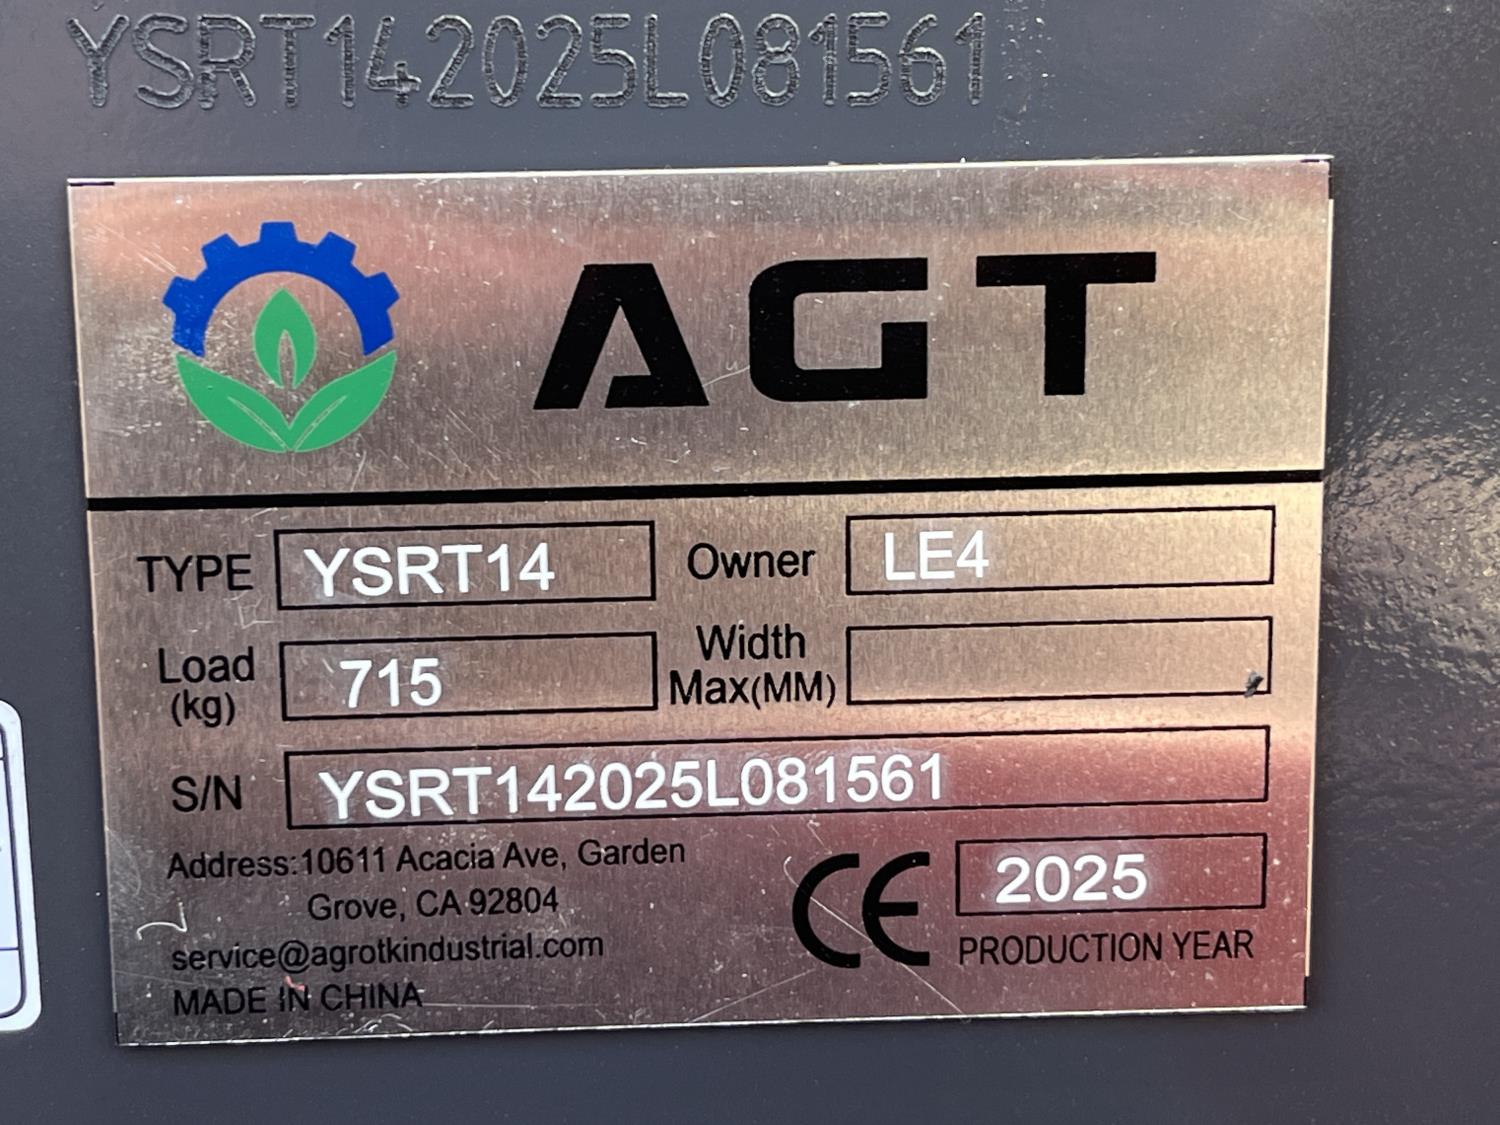 YSRT142025L081561
AGT
TYPE YSRT14 Owner LE4
Load (kg) 715 Width Max(MM)
S/N YSRT142025L081561
Address:10611 Acacia Ave, Garden
Grove, CA 92804
service@agrotkindustrial.com
MADE IN CHINA
CE 2025
PRODUCTION YEAR